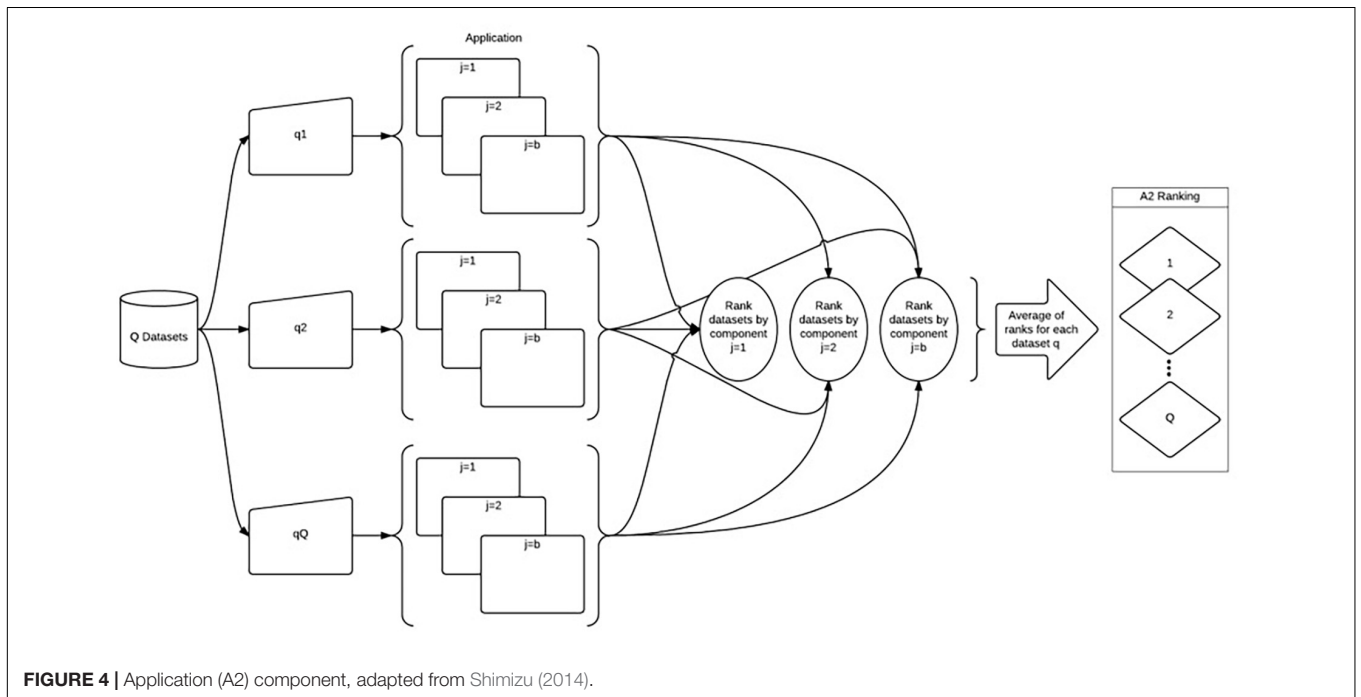 Application
j=1
j=2
j=b
q1
j=1
j=2
j=b
q2
Q Datasets
j=1
j=2
j=b
qQ
Rank
datasets by
component
j=1
Rank
datasets by
component
j=2
Rank
datasets by
component
j=b
Average of
ranks for each
dataset q
A2 Ranking
1
2
Q
FIGURE 4 | Application (A2) component, adapted from Shimizu (2014).